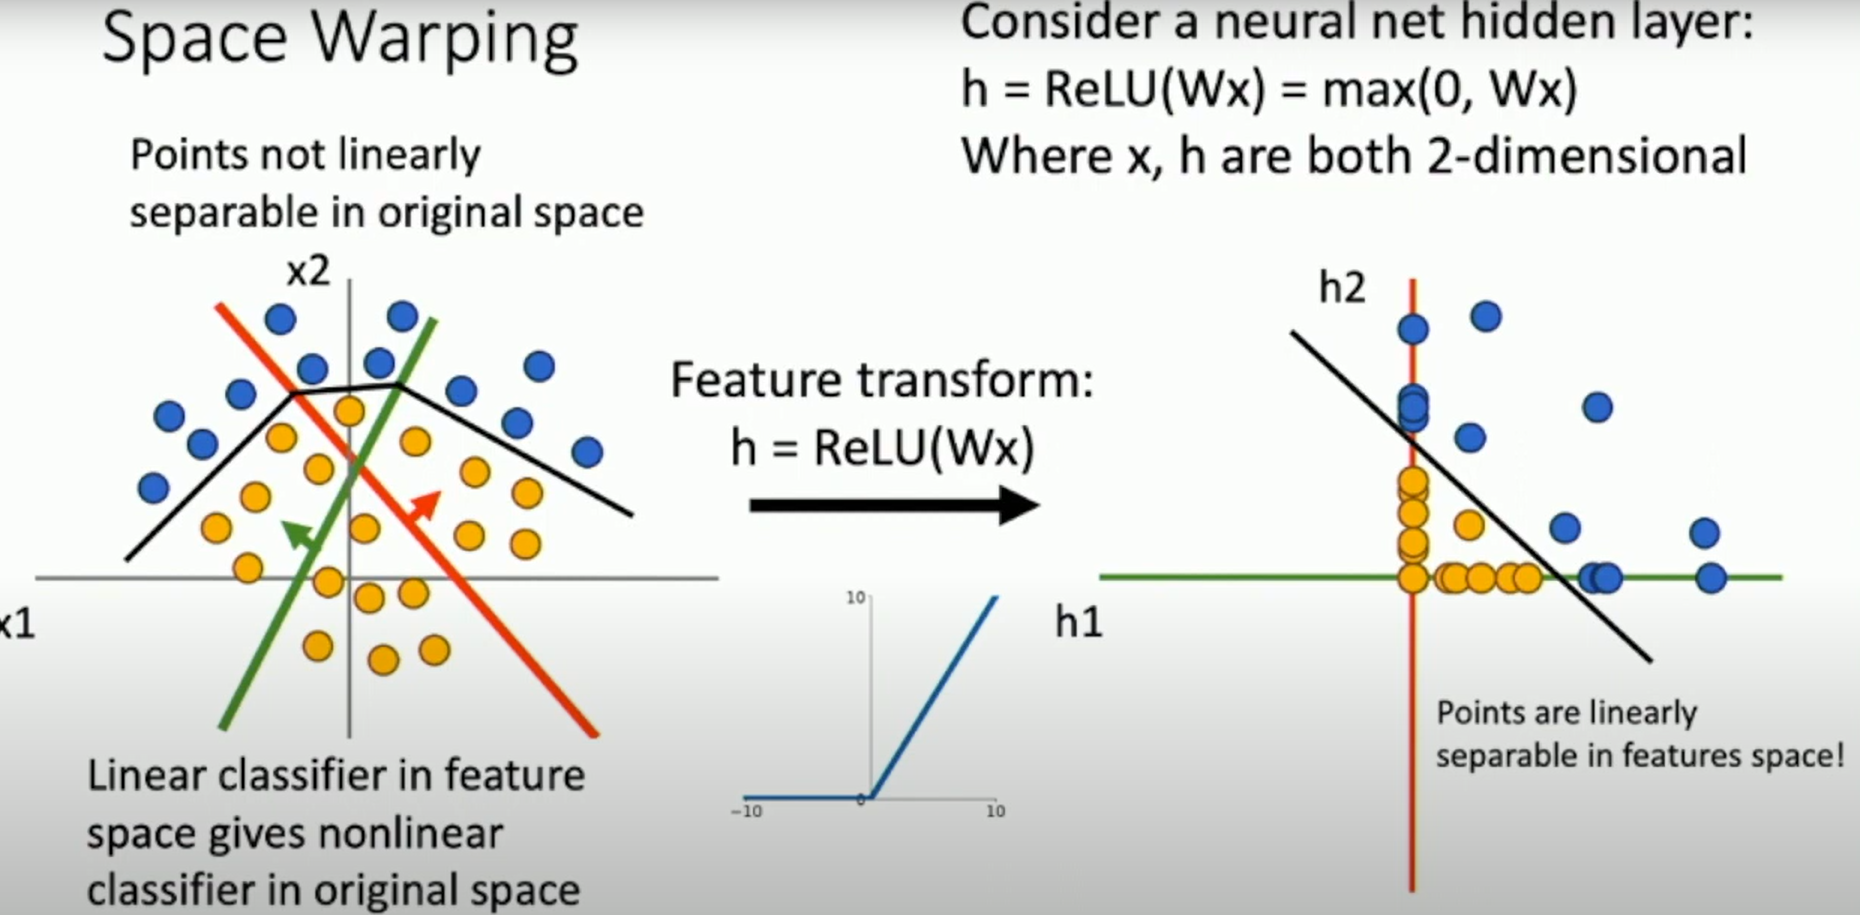 Space Warping
Consider a neural net hidden layer:
h = ReLU(Wx) = max(0, Wx)
Where x, h are both 2-dimensional
Points not linearly
separable in original space
x2
x1
Feature transform:
h = ReLU(Wx)
h2
h1
10
0
-10
10
Points are linearly
separable in features space!
Linear classifier in feature
space gives nonlinear
classifier in original space